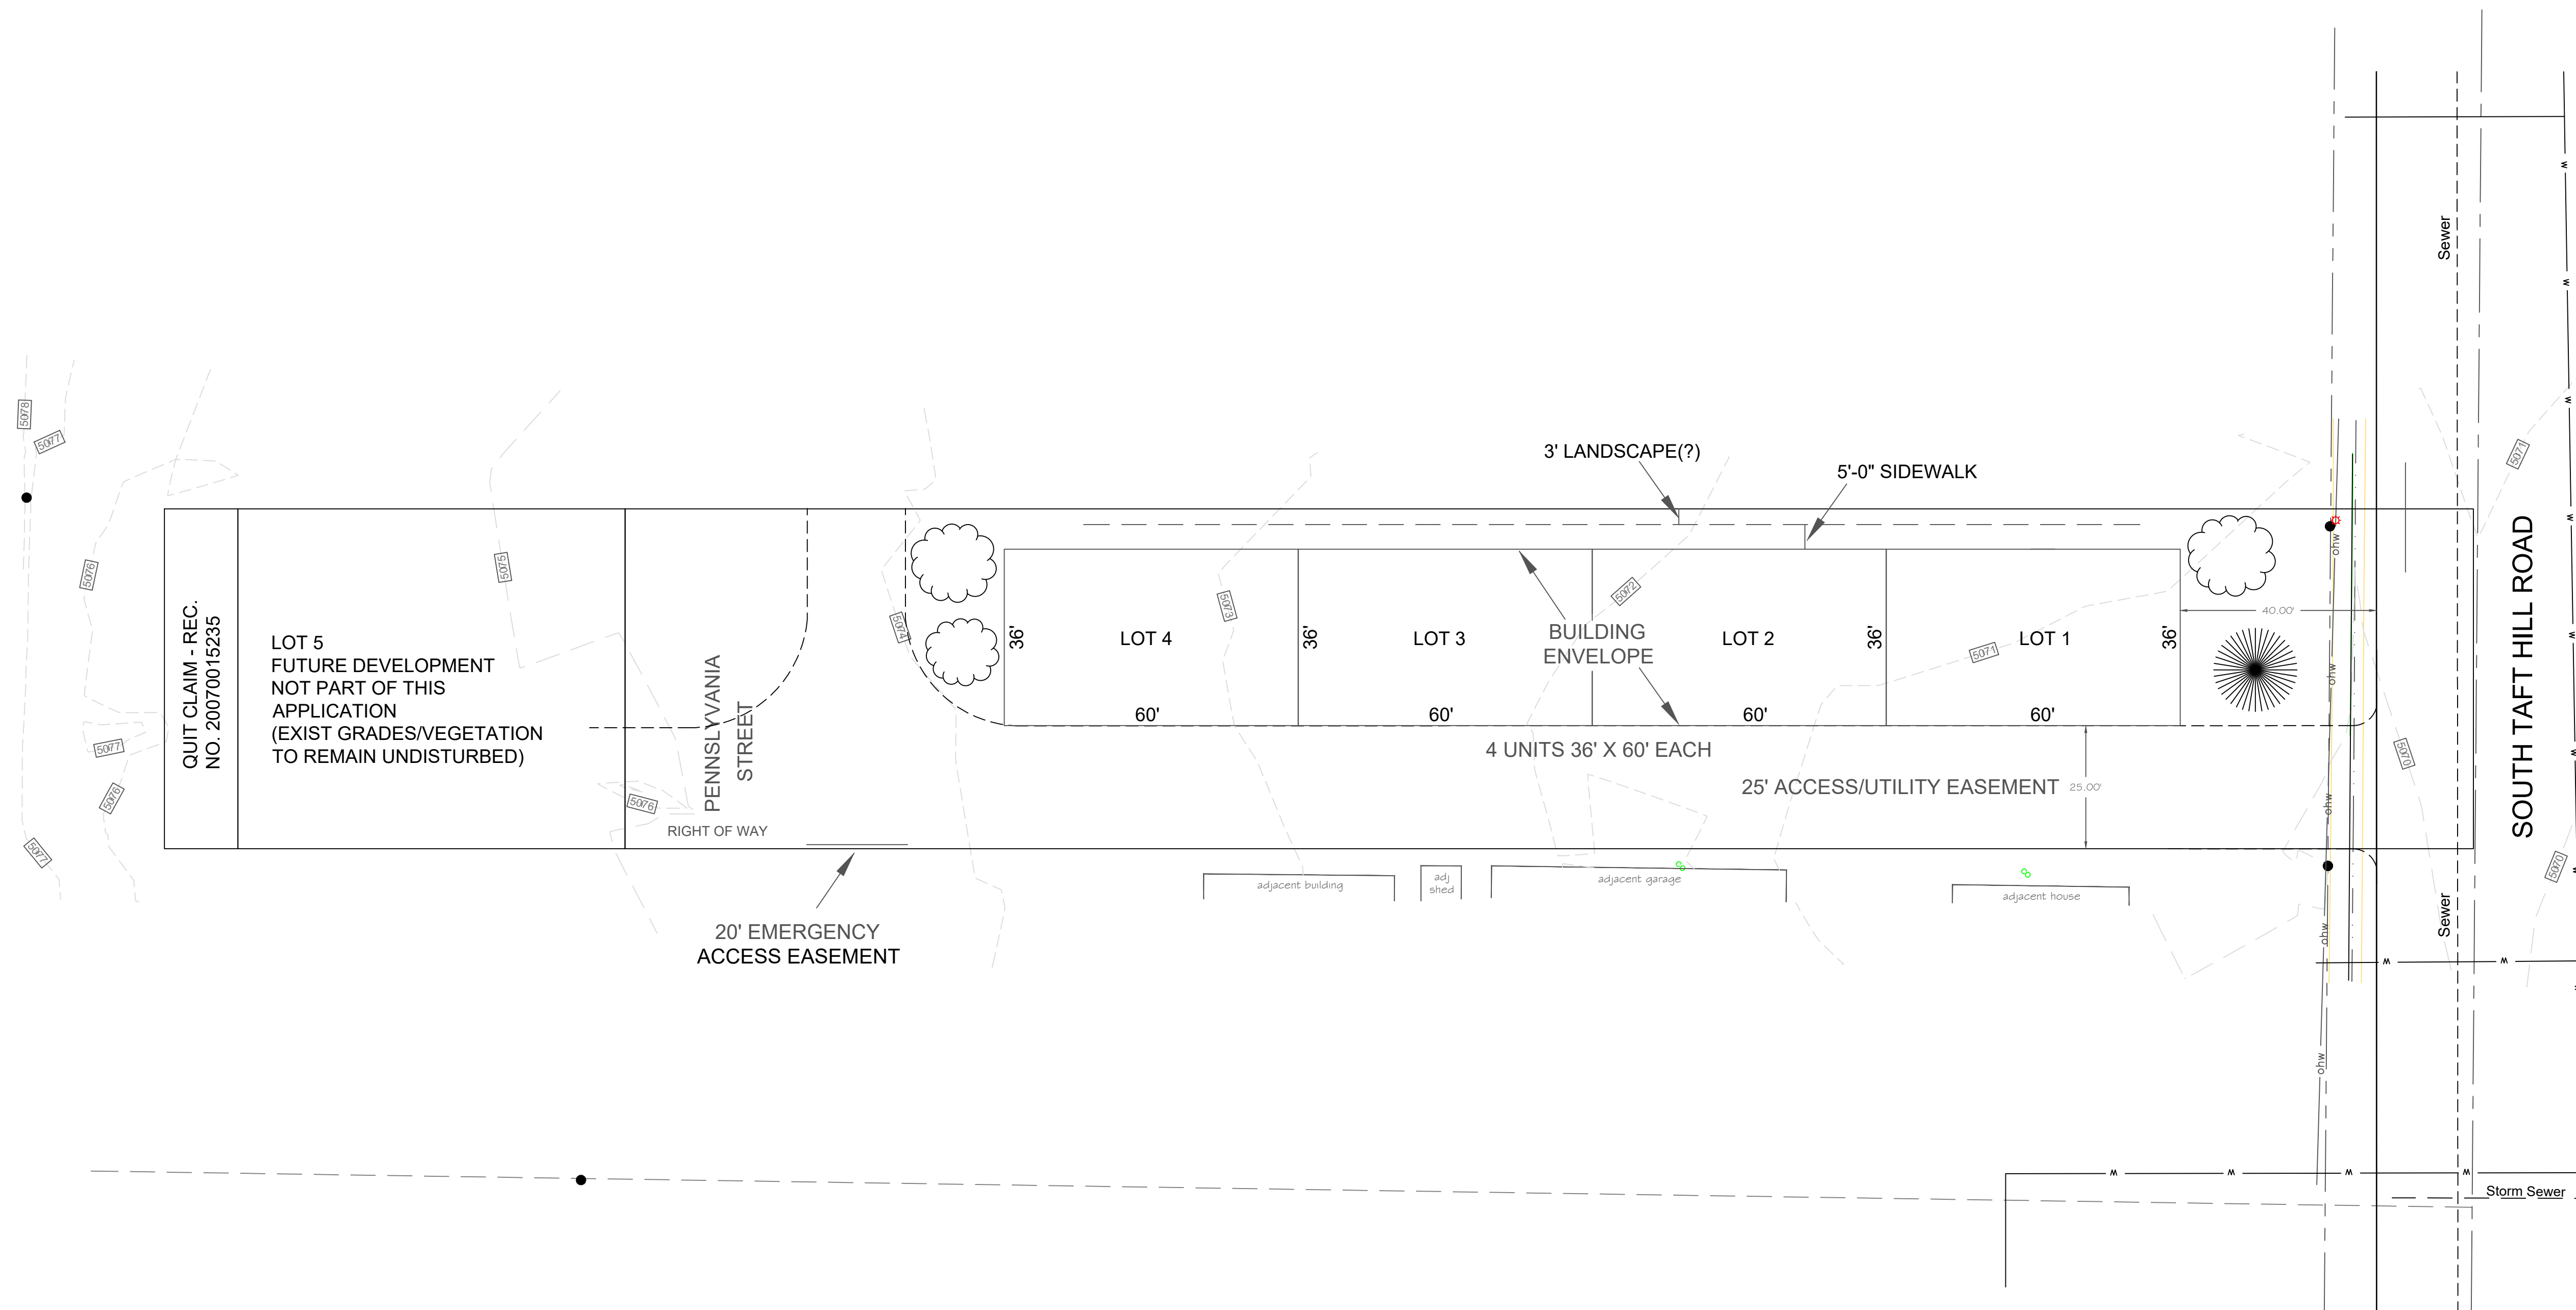 Sewer
W
W
W
W
W
W
W
5078
5077
5076
5077
5076
5077
5075
5076
5074
5073
5072
5071
5071
5070
5070
3' LANDSCAPE(?)
5'-0" SIDEWALK
QUIT CLAIM - REC.
NO. 20070015235
LOT 5
FUTURE DEVELOPMENT
NOT PART OF THIS
APPLICATION
(EXIST GRADES/VEGETATION
TO REMAIN UNDISTURBED)
PENNSLYVANIA
STREET
RIGHT OF WAY
36'
LOT 4
60'
36'
LOT 3
60'
BUILDING
ENVELOPE
LOT 2
60'
36'
LOT 1
60'
36'
40.00'
4 UNITS 36' X 60' EACH
25' ACCESS/UTILITY EASEMENT
25.00'
ohw
ohw
ohw
ohw
ohw
SOUTH TAFT HILL ROAD
adjacent building
adj
shed
adjacent garage
adjacent house
20' EMERGENCY
ACCESS EASEMENT
Sewer
W
W
W
W
W
W
Storm Sewer